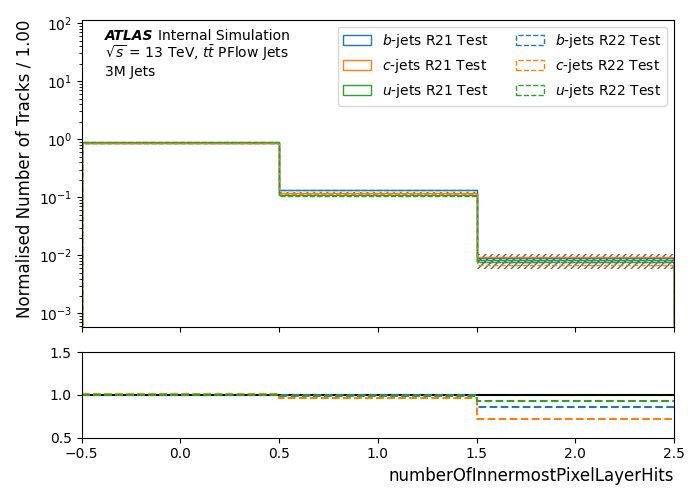 10²
10¹
10⁰
10⁻¹
10⁻²
10⁻³
Normalised Number of Tracks / 1.00
ATLAS Internal Simulation
√s = 13 TeV, tt̄ PFlow Jets
3M Jets
b-jets R21 Test
c-jets R21 Test
u-jets R21 Test
b-jets R22 Test
c-jets R22 Test
u-jets R22 Test
1.5
1.0
0.5
−0.5 0.0 0.5 1.0 1.5 2.0 2.5
numberOfInnermostPixelLayerHits